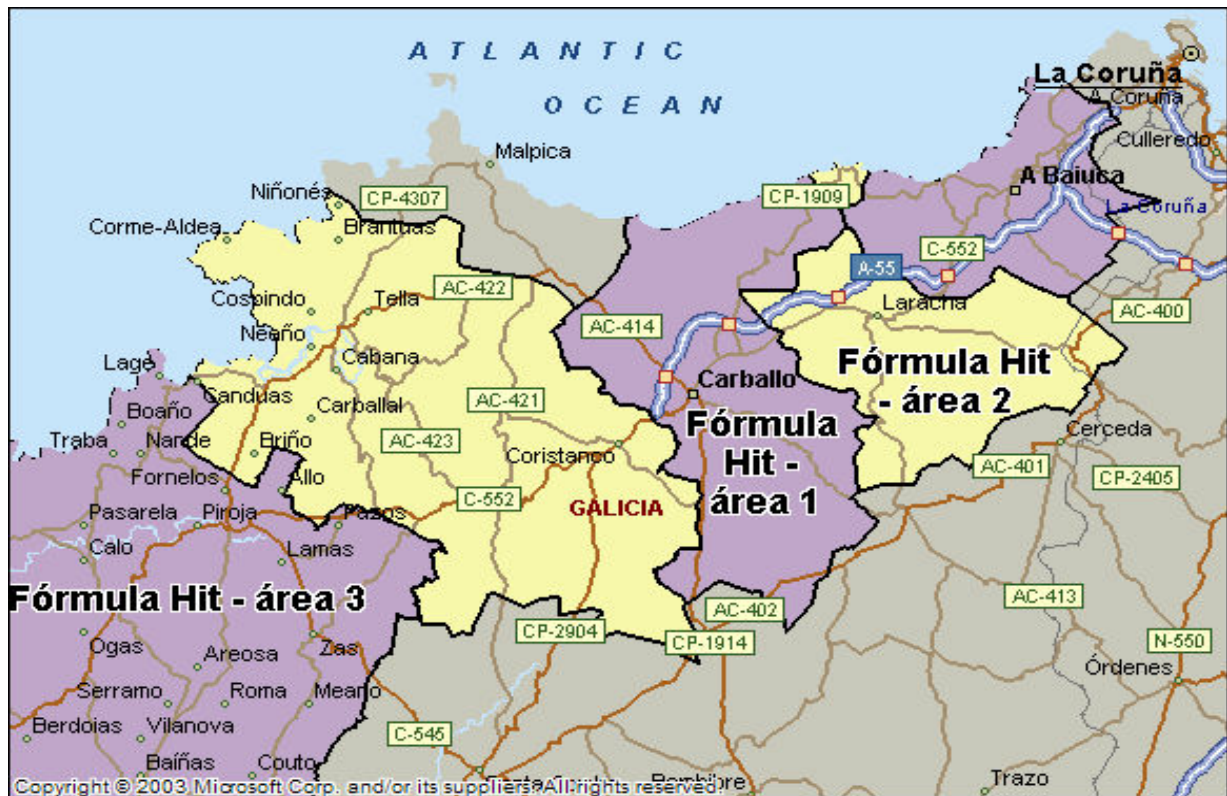 ATLANTIC
OCEAN
La Coruña
A Coruña
Culleredo
Malpica
Niñonés
CP-4307
CP-1909
A Baiuca
La Coruña
Corme-Aldea
Brantuas
C-552
A-55
AC-422
Cospindo
Tella
Laracha
AC-400
AC-414
Neaño
Cabana
Lage
Fórmula Hit
- área 2
Carballo
Canduas
AC-421
Boaño
Carballal
Fórmula
Hit -
área 1
Traba
Nande
Briño
AC-423
Coristanco
Cerceda
AC-401
CP-2405
Fornelos
Allo
C-552
GALICIA
Pasarela
Piroja
Pazos
Calo
Lamas
Fórmula Hit - área 3
AC-413
AC-402
CP-2904
CP-1914
N-550
Ogas
Areosa
Zas
Órdenes
Serramo
Roma
Meano
Berdoias
Vilanova
C-545
Baíñas
Couto
Trazo
Copyright © 2003 Microsoft Corp. and/or its suppliers. All rights reserved.